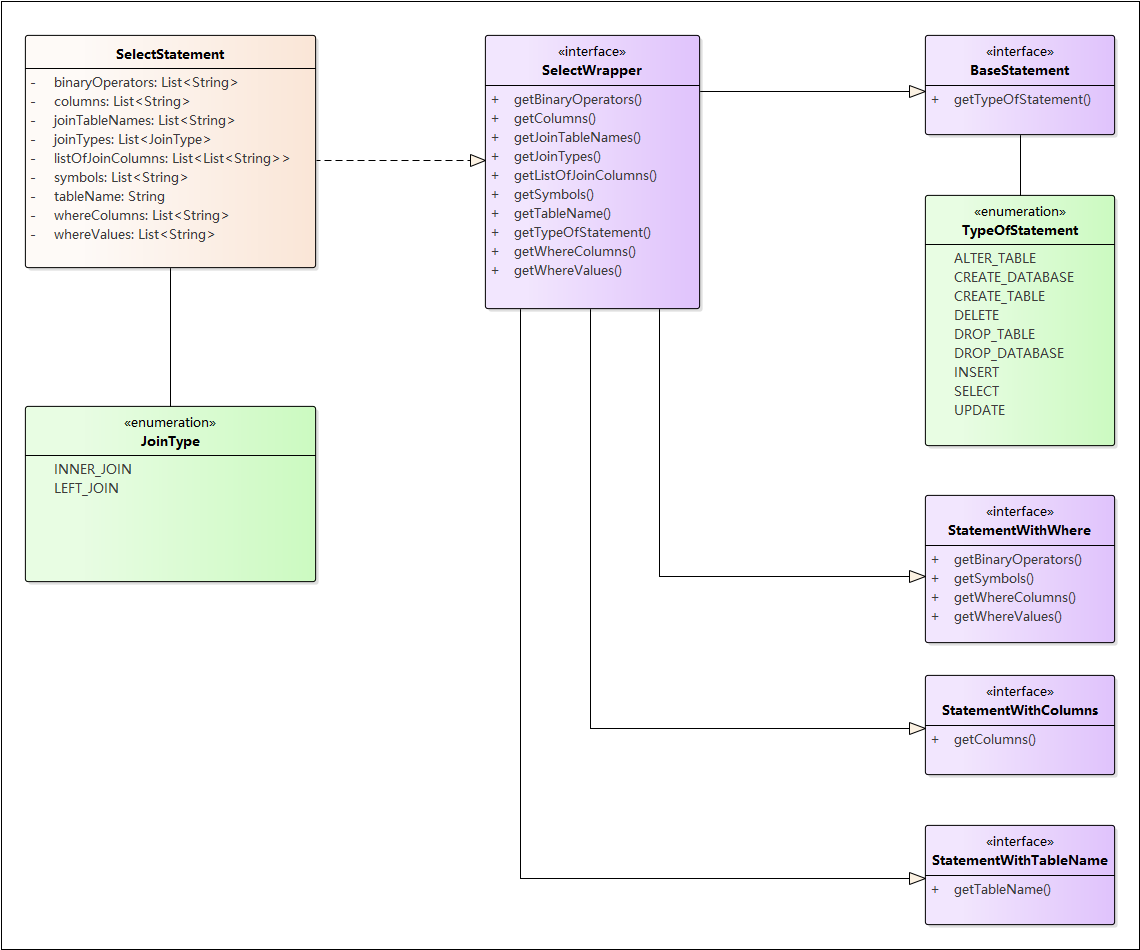 SelectStatement
- binaryOperators: List<String>
- columns: List<String>
- joinTableNames: List<String>
- joinTypes: List<JoinType>
- listOfJoinColumns: List<List<String>>
- symbols: List<String>
- tableName: String
- whereColumns: List<String>
- whereValues: List<String>
«enumeration»
JoinType
INNER_JOIN
LEFT_JOIN
«interface»
SelectWrapper
+ getBinaryOperators()
+ getColumns()
+ getJoinTableNames()
+ getJoinTypes()
+ getListOfJoinColumns()
+ getSymbols()
+ getTableName()
+ getTypeOfStatement()
+ getWhereColumns()
+ getWhereValues()
«interface»
BaseStatement
+ getTypeOfStatement()
«enumeration»
TypeOfStatement
ALTER_TABLE
CREATE_DATABASE
CREATE_TABLE
DELETE
DROP_TABLE
DROP_DATABASE
INSERT
SELECT
UPDATE
«interface»
StatementWithWhere
+ getBinaryOperators()
+ getSymbols()
+ getWhereColumns()
+ getWhereValues()
«interface»
StatementWithColumns
+ getColumns()
«interface»
StatementWithTableName
+ getTableName()